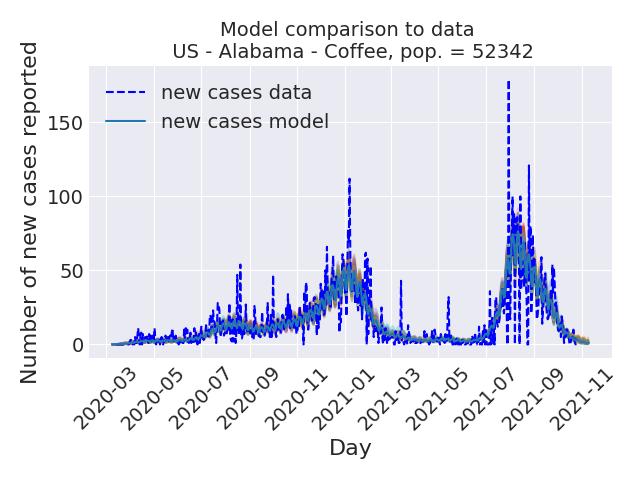 Model comparison to data
US - Alabama - Coffee, pop. = 52342
Number of new cases reported
new cases data
new cases model
150
100
50
0
2020-03
2020-05
2020-07
2020-09
2020-11
2021-01
2021-03
2021-05
2021-07
2021-09
2021-11
Day